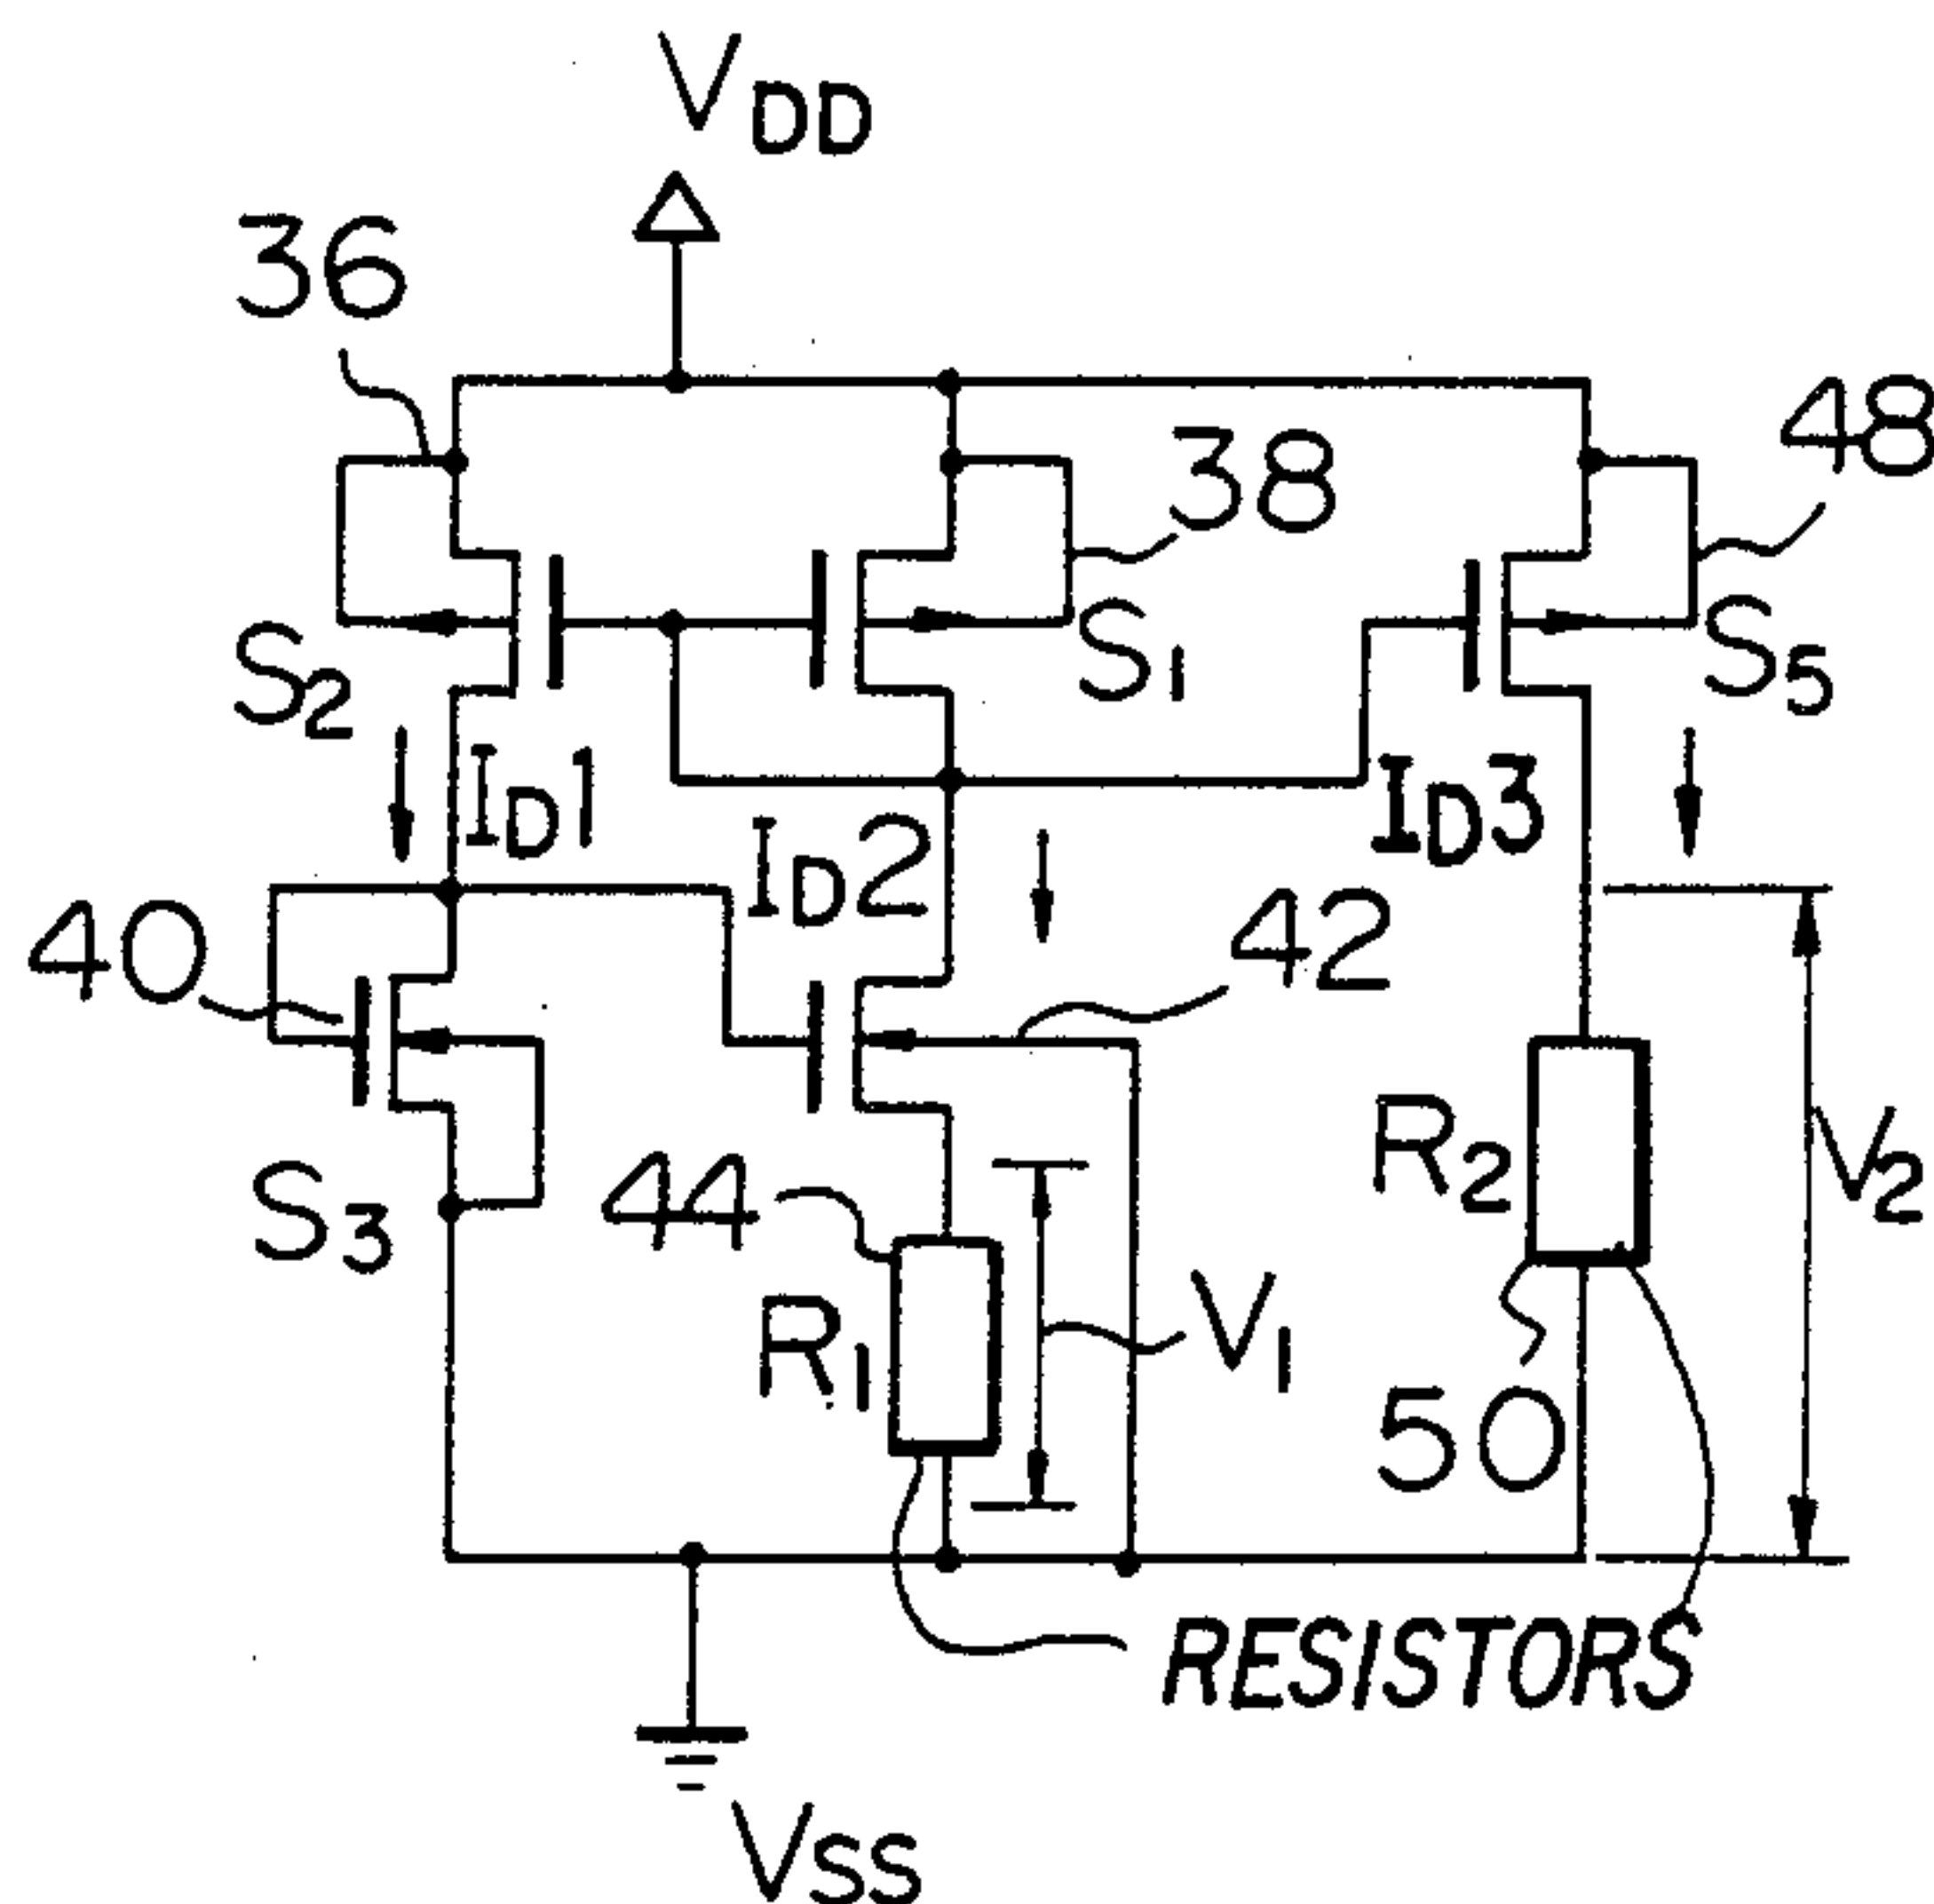 VDD
36
38
48
S2
S1
S5
ID1
ID2
ID3
40
42
S3
44
R1
V1
R2
V2
50
RESISTORS
VSS